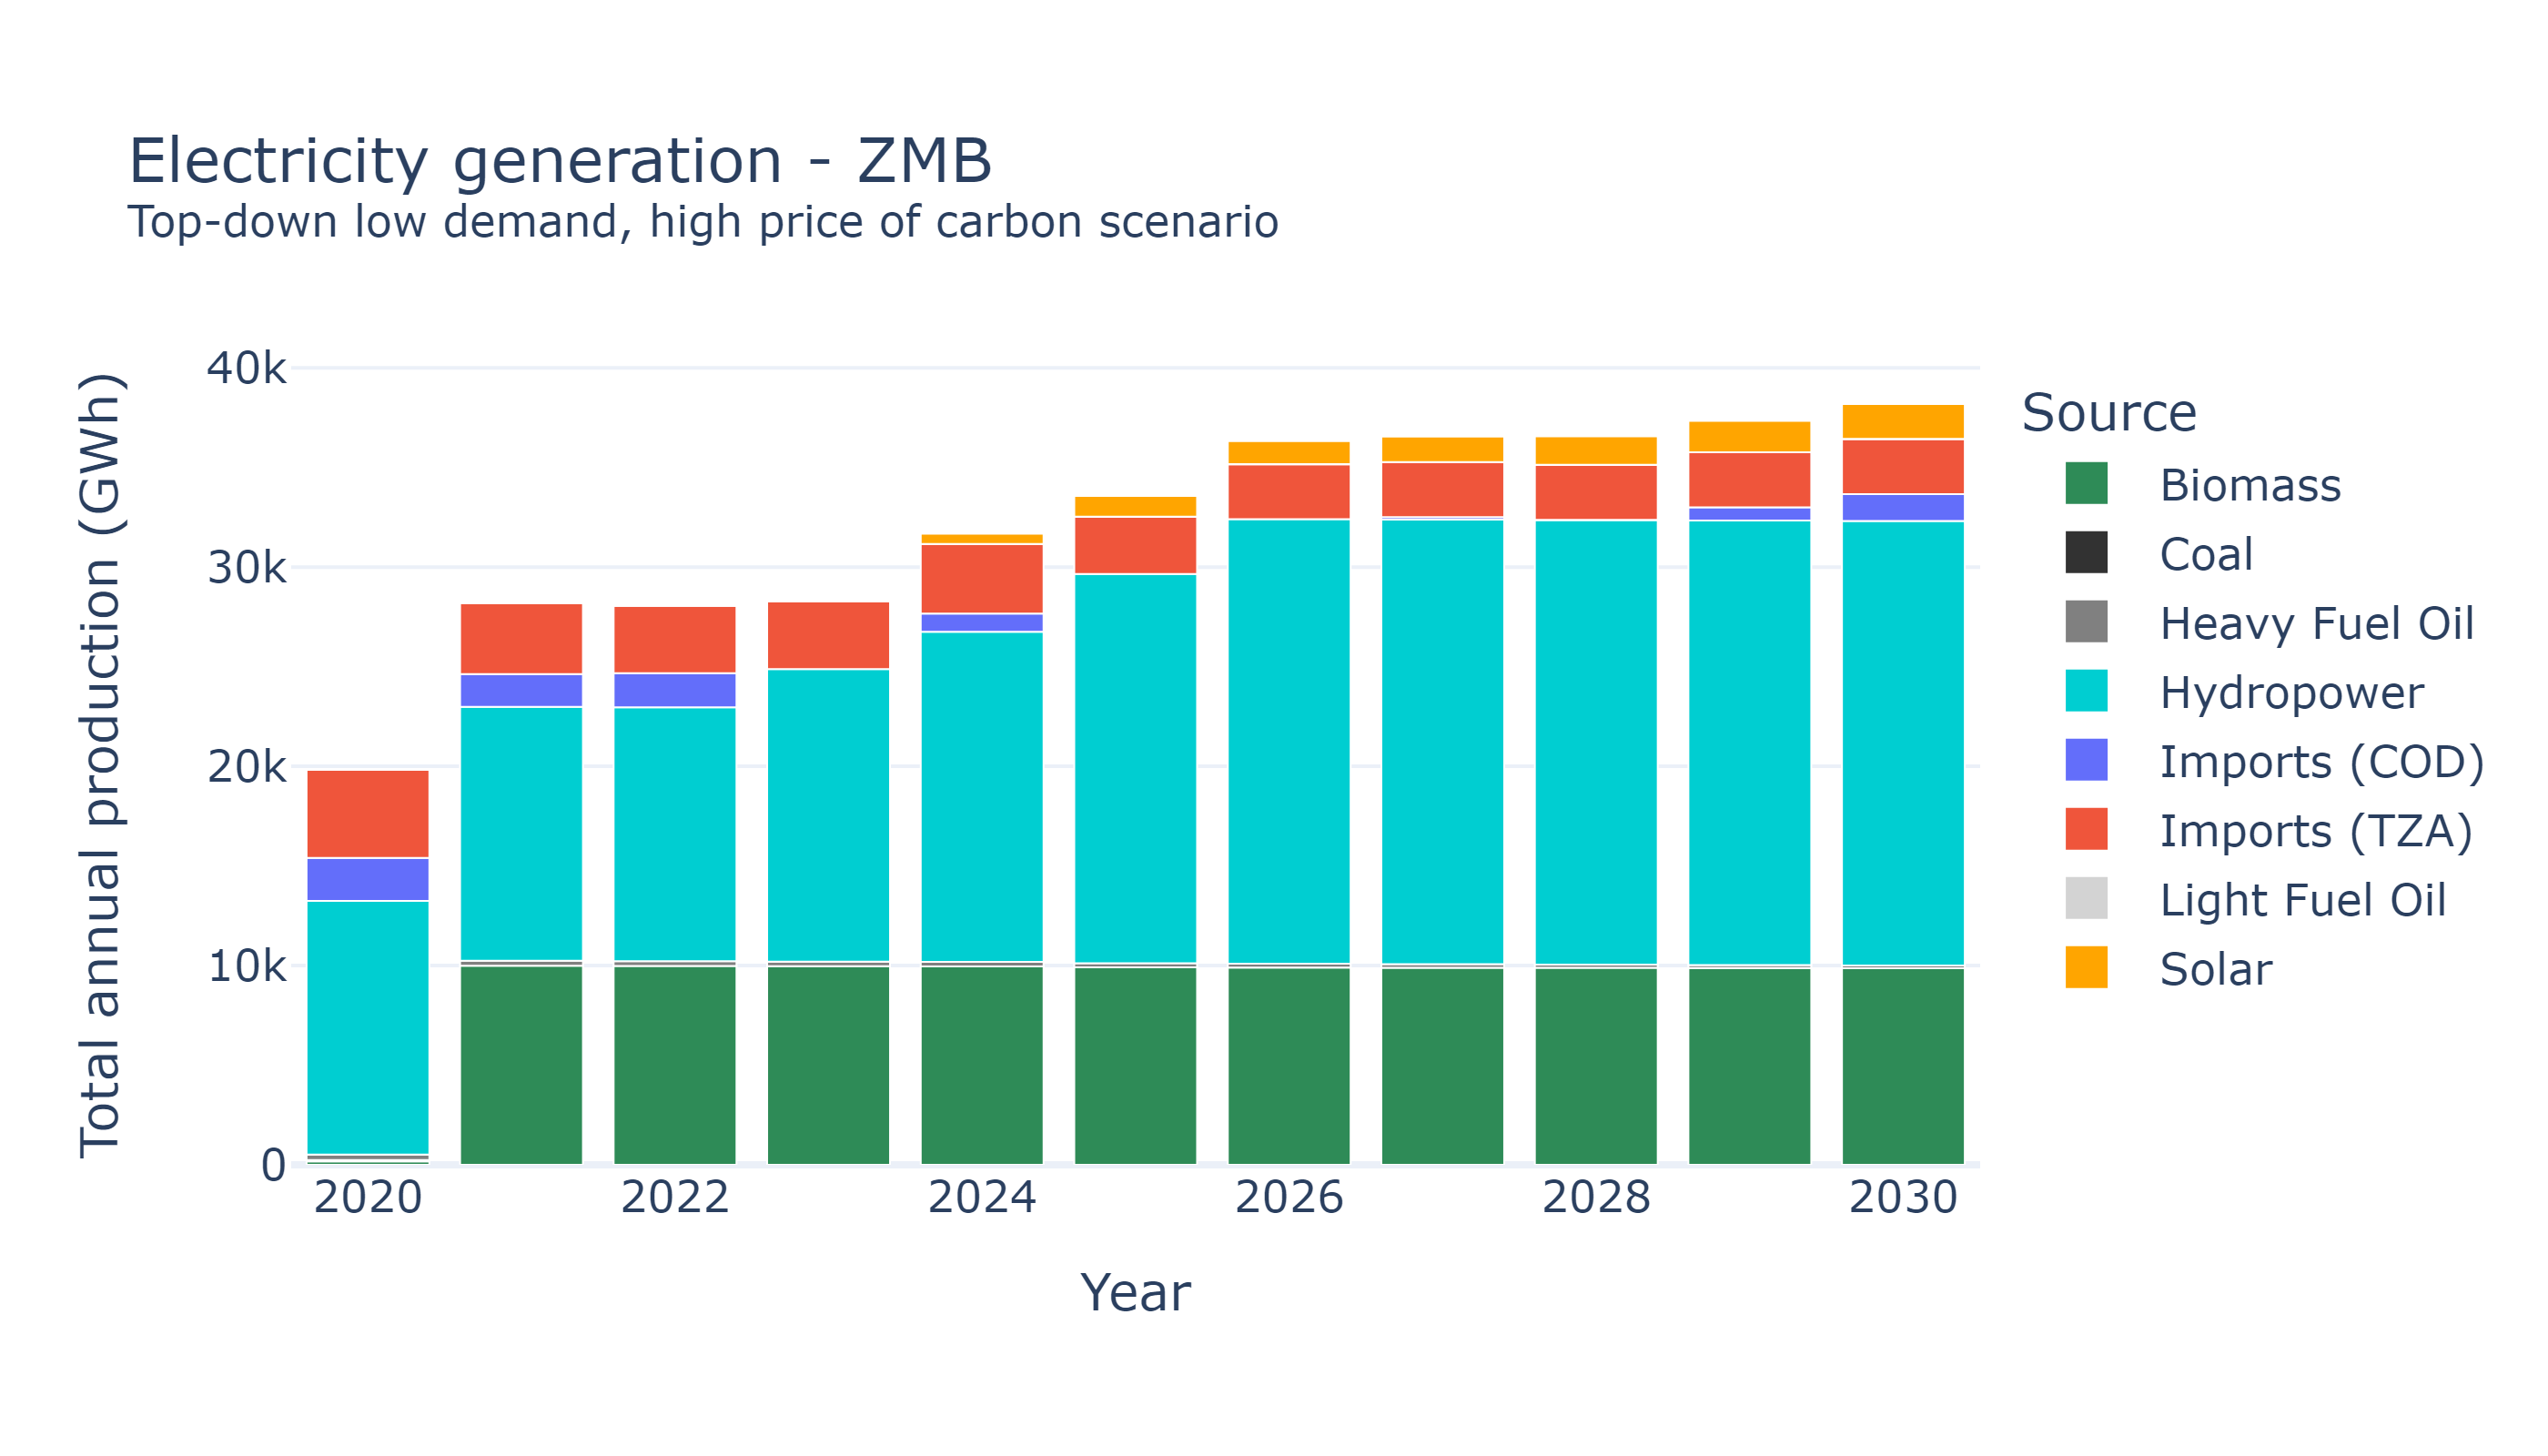 Electricity generation - ZMB
Top-down low demand, high price of carbon scenario
Total annual production (GWh)
40k
30k
20k
10k
0
2020
2022
2024
2026
2028
2030
Year
Source
Biomass
Coal
Heavy Fuel Oil
Hydropower
Imports (COD)
Imports (TZA)
Light Fuel Oil
Solar